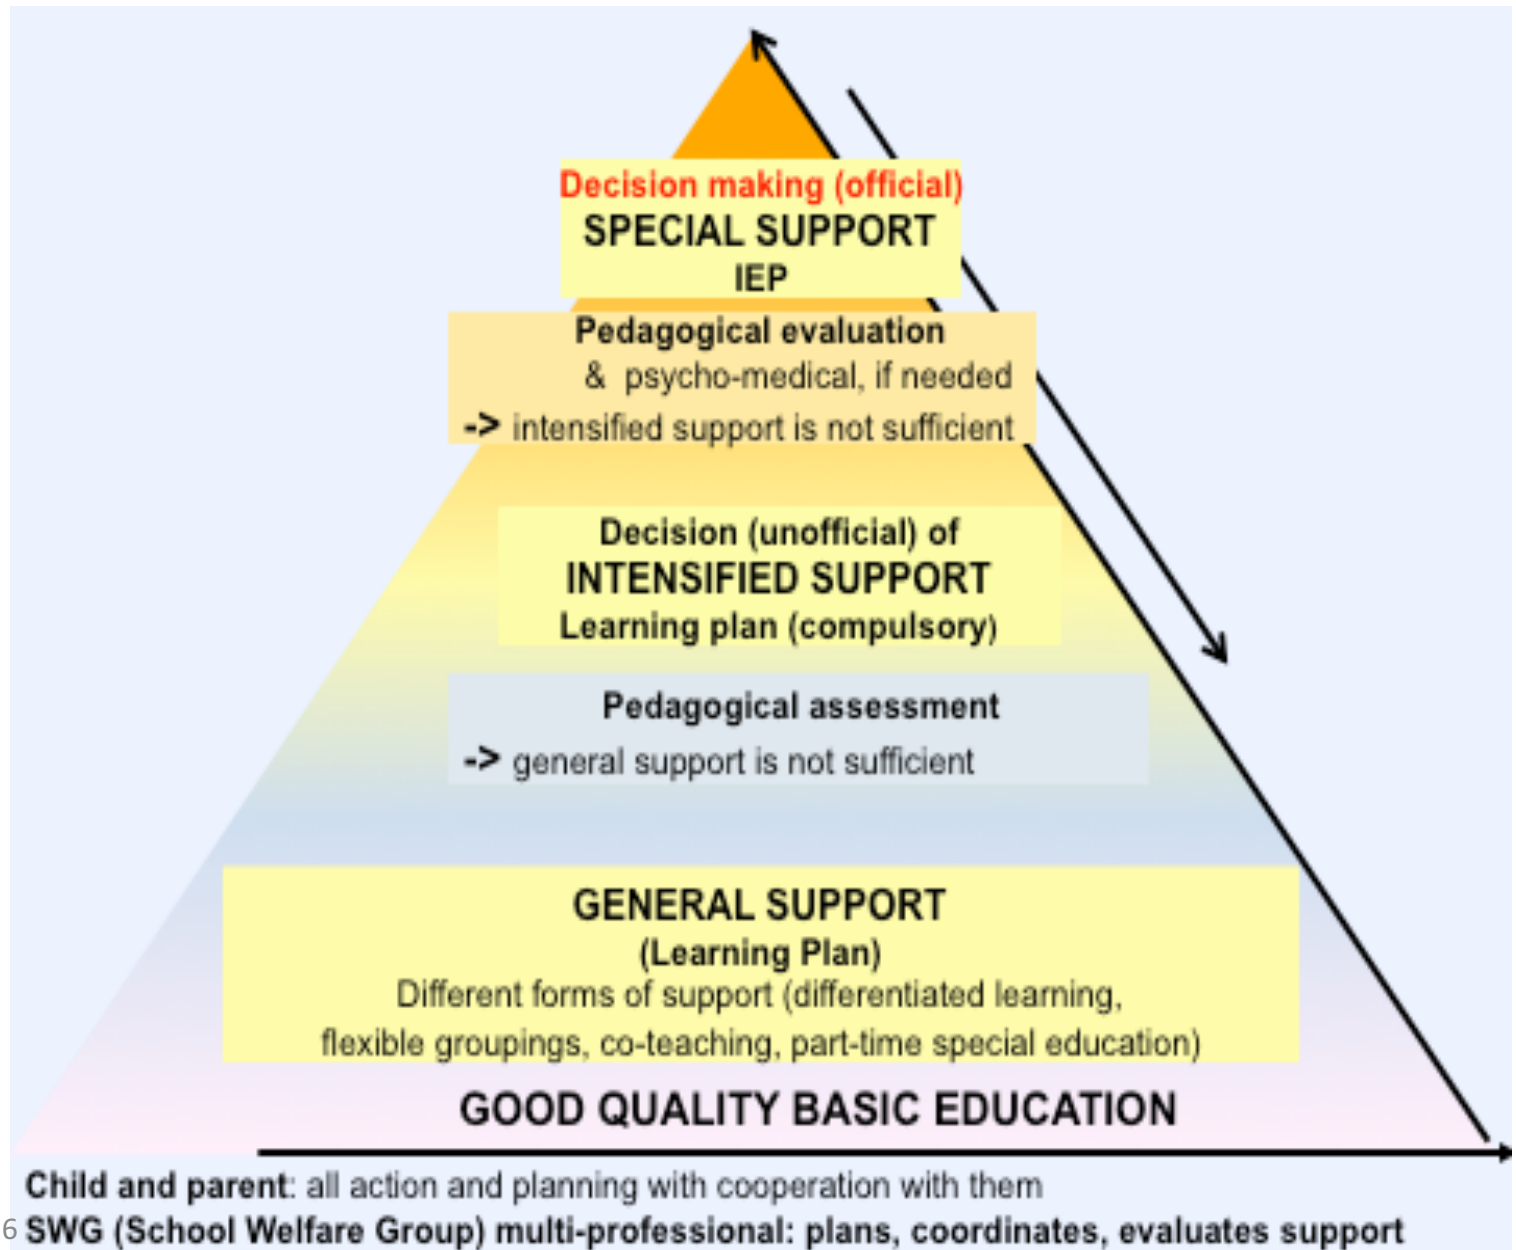 Decision making (official)
SPECIAL SUPPORT
IEP
Pedagogical evaluation
& psycho-medical, if needed
-> intensified support is not sufficient
Decision (unofficial) of
INTENSIFIED SUPPORT
Learning plan (compulsory)
Pedagogical assessment
-> general support is not sufficient
GENERAL SUPPORT
(Learning Plan)
Different forms of support (differentiated learning,
flexible groupings, co-teaching, part-time special education)
GOOD QUALITY BASIC EDUCATION
Child and parent: all action and planning with cooperation with them
6 SWG (School Welfare Group) multi-professional: plans, coordinates, evaluates support